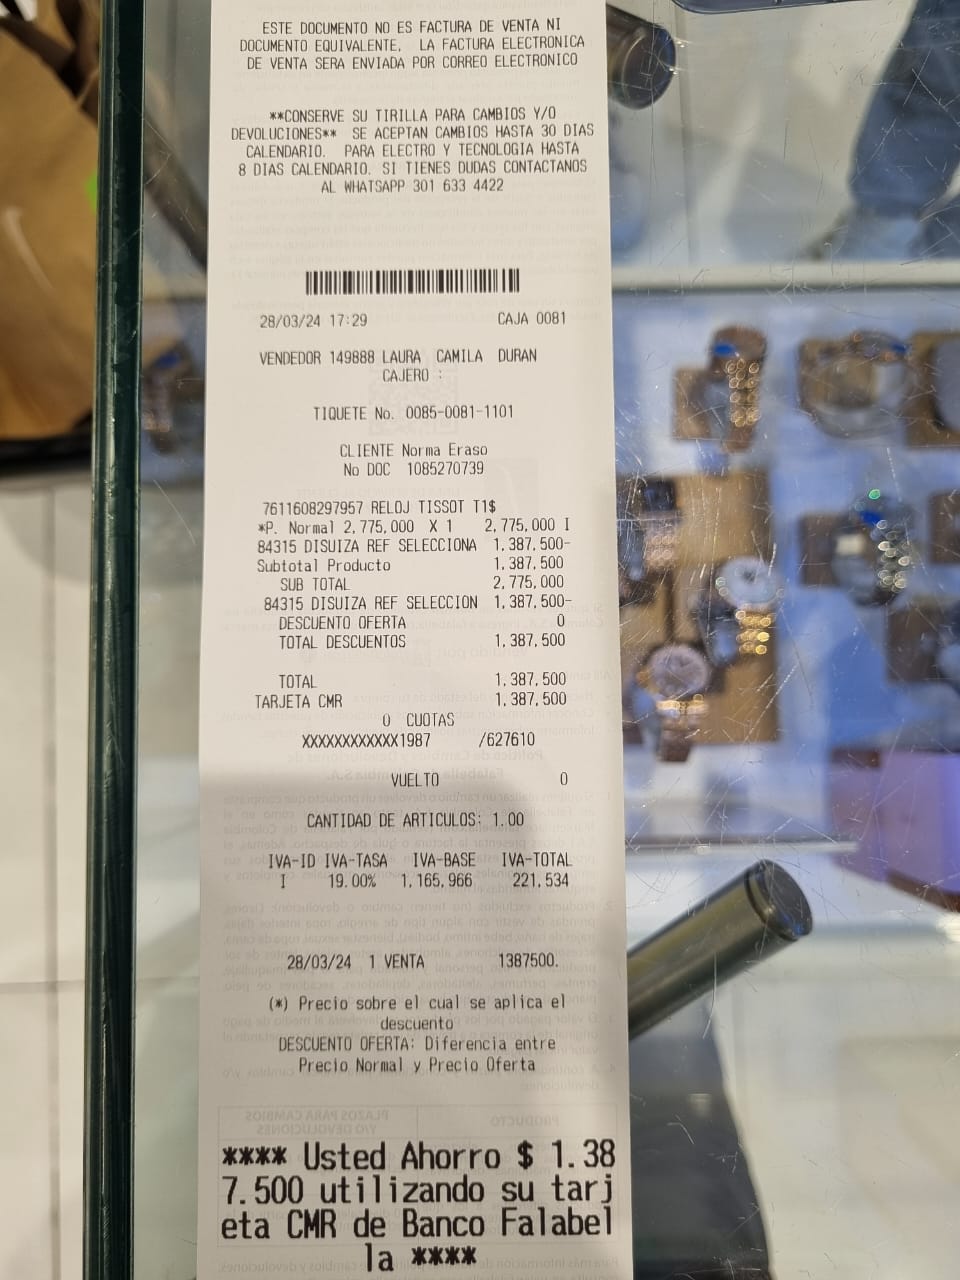 ESTE DOCUMENTO NO ES FACTURA DE VENTA NI
DOCUMENTO EQUIVALENTE, LA FACTURA ELECTRONICA
DE VENTA SERA ENVIADA POR CORREO ELECTRONICO
**CONSERVE SU TIRILLA PARA CAMBIOS Y/O
DEVOLUCIONES** SE ACEPTAN CAMBIOS HASTA 30 DIAS
CALENDARIO. PARA ELECTRO Y TECNOLOGIA HASTA
8 DIAS CALENDARIO. SI TIENES DUDAS CONTACTANOS
AL WHATSAPP 301 633 4422
28/03/24 17:29 CAJA 0081
VENDEDOR 149888 LAURA CAMILA DURAN
CAJERO :
TIQUETE No. 0085-0081-1101
CLIENTE Norma Eraso
No DOC 1085270739
7611608297957 RELOJ TISSOT T1$
*P. Normal 2,775,000 X 1 2,775,000 I
84315 DISUIZA REF SELECCIONA 1,387,500-
Subtotal Producto 1,387,500
SUB TOTAL 2,775,000
84315 DISUIZA REF SELECCION 1,387,500-
DESCUENTO OFERTA 0
TOTAL DESCUENTOS 1,387,500
TOTAL 1,387,500
TARJETA CMR 1,387,500
0 CUOTAS
XXXXXXXXXXXX1987 /627610
VUELTO 0
CANTIDAD DE ARTICULOS: 1.00
IVA-ID IVA-TASA IVA-BASE IVA-TOTAL
I 19.00% 1,165,966 221,534
28/03/24 1 VENTA 1387500.
(*) Precio sobre el cual se aplica el
descuento
DESCUENTO OFERTA: Diferencia entre
Precio Normal y Precio Oferta
**** Usted Ahorro $ 1.38
7.500 utilizando su tarj
eta CMR de Banco Falabel
la ****